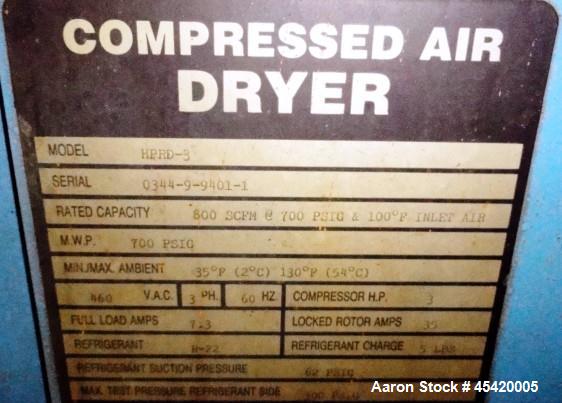 COMPRESSED AIR
DRYER
MODEL HPRD-3
SERIAL 0344-9-9401-1
RATED CAPACITY 800 SCFM @ 700 PSIG & 100°F INLET AIR
M.W.P. 700 PSIG
MIN./MAX. AMBIENT 35°F (2°C) 130°F (54°C)
460 V.A.C. 3 PH. 60 HZ COMPRESSOR H.P. 3
FULL LOAD AMPS 7.3 LOCKED ROTOR AMPS 35
REFRIGERANT R-22 REFRIGERANT CHARGE 5 LBS
REFRIGERANT SUCTION PRESSURE 62 PSIG
MAX. TEST PRESSURE REFRIGERANT SIDE 300 PSIG
Aaron Stock # 45420005